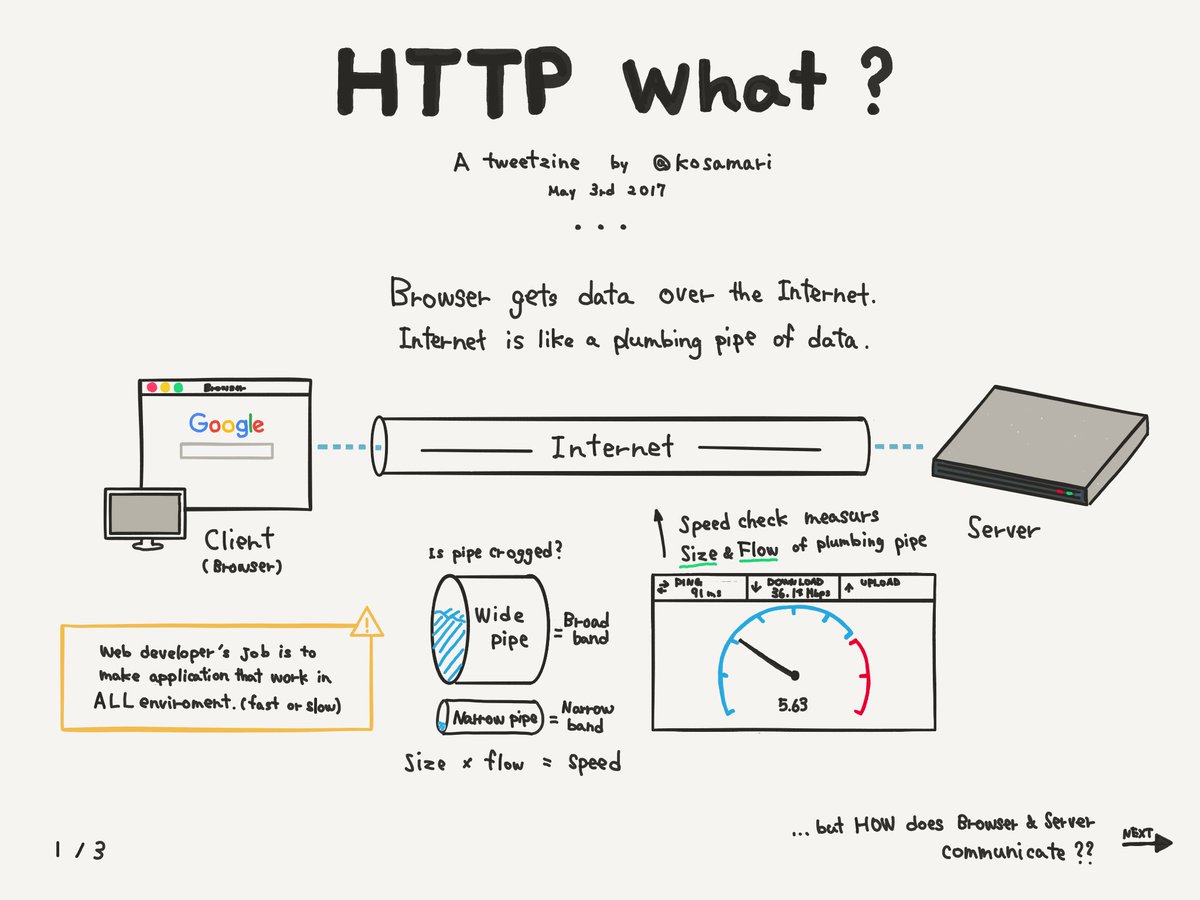 HTTP What ?
A tweetzine by @kosamari
May 3rd 2017
...
Browser gets data over the Internet.
Internet is like a plumbing pipe of data.
Browser
Google
Internet
Client
(Browser)
Server
Speed check measurs
Size & Flow of plumbing pipe
PING
91 ms
DOWNLOAD
36.18 Mbps
UPLOAD
5.63
Is pipe crogged?
Wide
pipe
= Broad
band
Narrow pipe
= Narrow
band
Size x flow = Speed
Web developer's job is to
make application that work in
ALL enviroment. (fast or slow)
1 / 3
...but HOW does Browser & Server
communicate ??
NEXT